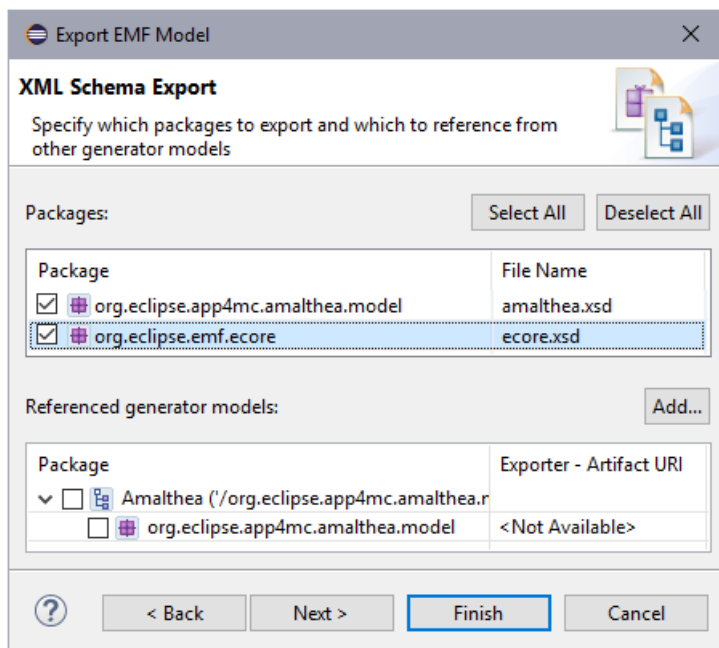 Export EMF Model
XML Schema Export
Specify which packages to export and which to reference from
other generator models
Packages:
Select All
Deselect All
Package
File Name
org.eclipse.app4mc.amalthea.model
amalthea.xsd
org.eclipse.emf.ecore
ecore.xsd
Referenced generator models:
Add...
Package
Exporter - Artifact URI
Amalthea ('/org.eclipse.app4mc.amalthea.r
org.eclipse.app4mc.amalthea.model
<Not Available>
?
< Back
Next >
Finish
Cancel